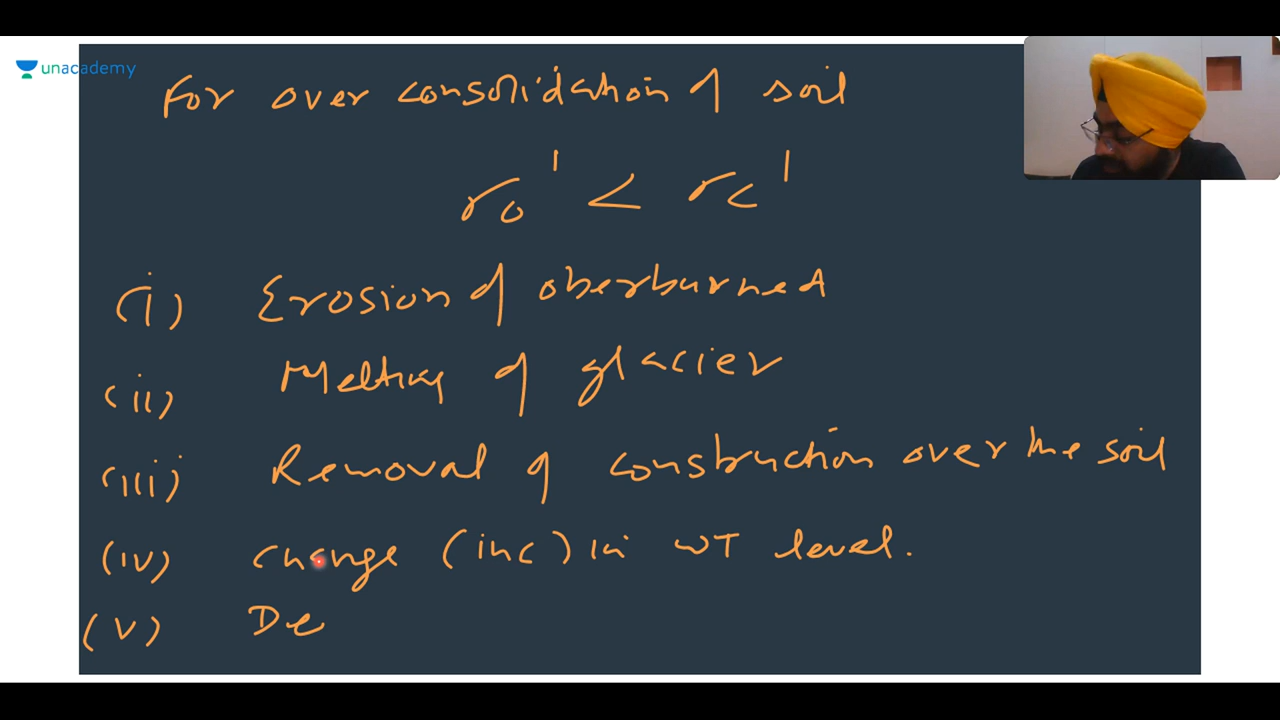 unacademy
For over consolidation of soil
σ0' < σc'
(i) Erosion of oberburned
(ii) Melting of glacier
(iii) Removal of construction over the soil
(iv) change (inc) in WT level.
(v) De